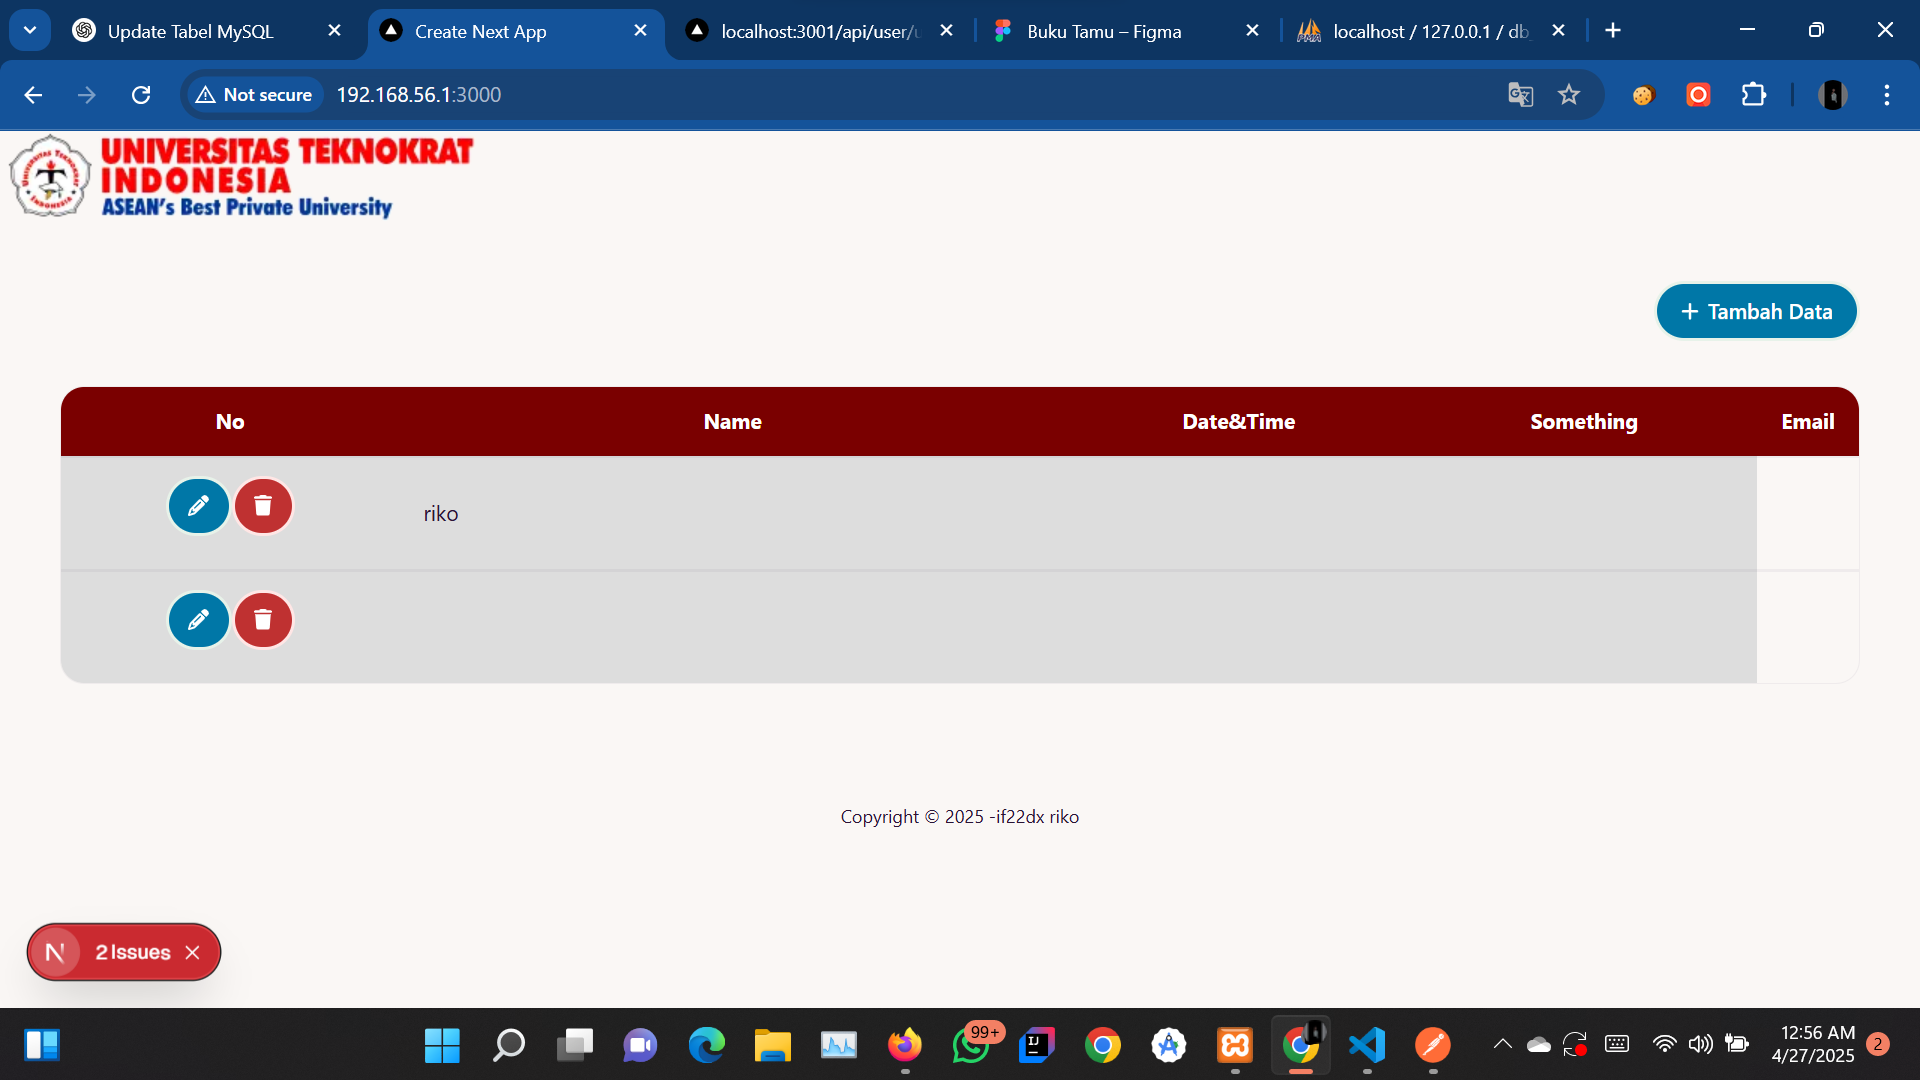 Update Tabel MySQL
Create Next App
localhost:3001/api/user/u
Buku Tamu – Figma
localhost / 127.0.0.1 / db_
Not secure
192.168.56.1:3000
UNIVERSITAS TEKNOKRAT
INDONESIA
ASEAN's Best Private University
+ Tambah Data
No Name Date&Time Something Email
riko
Copyright © 2025 -if22dx riko
N 2 Issues
99+
12:56 AM
4/27/2025
2